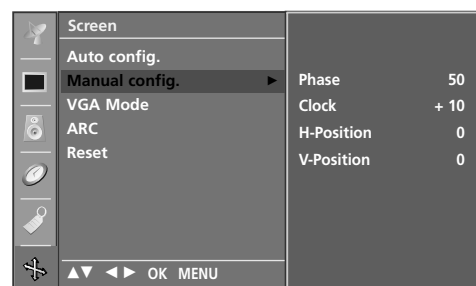 Screen
Auto config.
Manual config. ►
VGA Mode
ARC
Reset
▲▼ ◄► OK MENU
Phase 50
Clock + 10
H-Position 0
V-Position 0